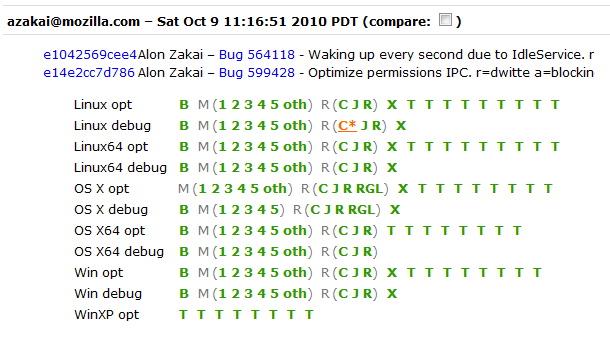 azakai@mozilla.com – Sat Oct 9 11:16:51 2010 PDT (compare: )
e1042569cee4 Alon Zakai – Bug 564118 - Waking up every second due to IdleService. r
e14e2cc7d786 Alon Zakai – Bug 599428 - Optimize permissions IPC. r=dwitte a=blockin
Linux opt B M (1 2 3 4 5 oth) R (C J R) X T T T T T T T T T
Linux debug B M (1 2 3 4 5 oth) R (C* J R) X
Linux64 opt B M (1 2 3 4 5 oth) R (C J R) X T T T T T T T T T
Linux64 debug B M (1 2 3 4 5 oth) R (C J R) X
OS X opt M (1 2 3 4 5 oth) R (C J R RGL) X T T T T T T T T
OS X debug B M (1 2 3 4 5) R (C J R RGL) X
OS X64 opt B M (1 2 3 4 5 oth) R (C J R) T T T T T T T T
OS X64 debug B M (1 2 3 4 5 oth) R (C J R)
Win opt B M (1 2 3 4 5 oth) R (C J R) X T T T T T T T T
Win debug B M (1 2 3 4 5 oth) R (C J R) X
WinXP opt T T T T T T T T